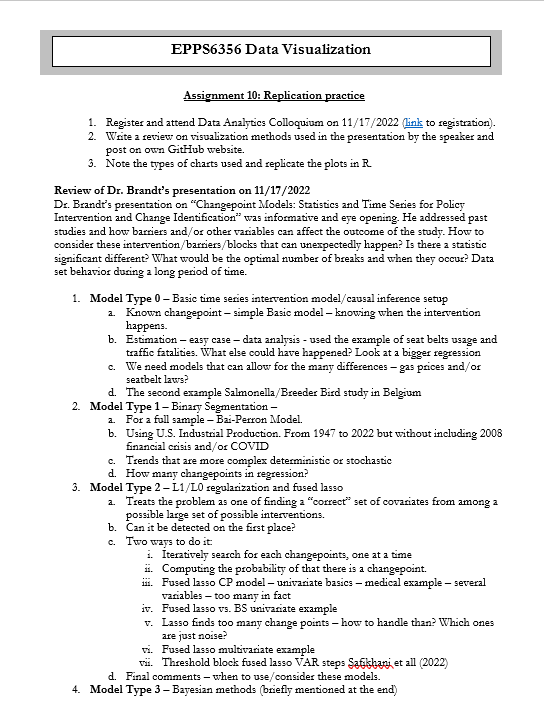 EPPS6356 Data Visualization
Assignment 10: Replication practice
1. Register and attend Data Analytics Colloquium on 11/17/2022 (link to registration).
2. Write a review on visualization methods used in the presentation by the speaker and
post on own GitHub website.
3. Note the types of charts used and replicate the plots in R.
Review of Dr. Brandt's presentation on 11/17/2022
Dr. Brandt's presentation on “Changepoint Models: Statistics and Time Series for Policy
Intervention and Change Identification” was informative and eye opening. He addressed past
studies and how barriers and/or other variables can affect the outcome of the study. How to
consider these intervention/barriers/blocks that can unexpectedly happen? Is there a statistic
significant different? What would be the optimal number of breaks and when they occur? Data
set behavior during a long period of time.
1. Model Type 0 – Basic time series intervention model/causal inference setup
a. Known changepoint – simple Basic model – knowing when the intervention
happens.
b. Estimation – easy case – data analysis - used the example of seat belts usage and
traffic fatalities. What else could have happened? Look at a bigger regression
c. We need models that can allow for the many differences – gas prices and/or
seatbelt laws?
d. The second example Salmonella/Breeder Bird study in Belgium
2. Model Type 1 – Binary Segmentation –
a. For a full sample – Bai-Perron Model.
b. Using U.S. Industrial Production. From 1947 to 2022 but without including 2008
financial crisis and/or COVID
c. Trends that are more complex deterministic or stochastic
d. How many changepoints in regression?
3. Model Type 2 – L1/L0 regularization and fused lasso
a. Treats the problem as one of finding a “correct” set of covariates from among a
possible large set of possible interventions.
b. Can it be detected on the first place?
c. Two ways to do it:
i. Iteratively search for each changepoints, one at a time
ii. Computing the probability of that there is a changepoint.
iii. Fused lasso CP model – univariate basics – medical example – several
variables – too many in fact
iv. Fused lasso vs. BS univariate example
v. Lasso finds too many change points – how to handle than? Which ones
are just noise?
vi. Fused lasso multivariate example
vii. Threshold block fused lasso VAR steps Safikhani et all (2022)
d. Final comments – when to use/consider these models.
4. Model Type 3 – Bayesian methods (briefly mentioned at the end)